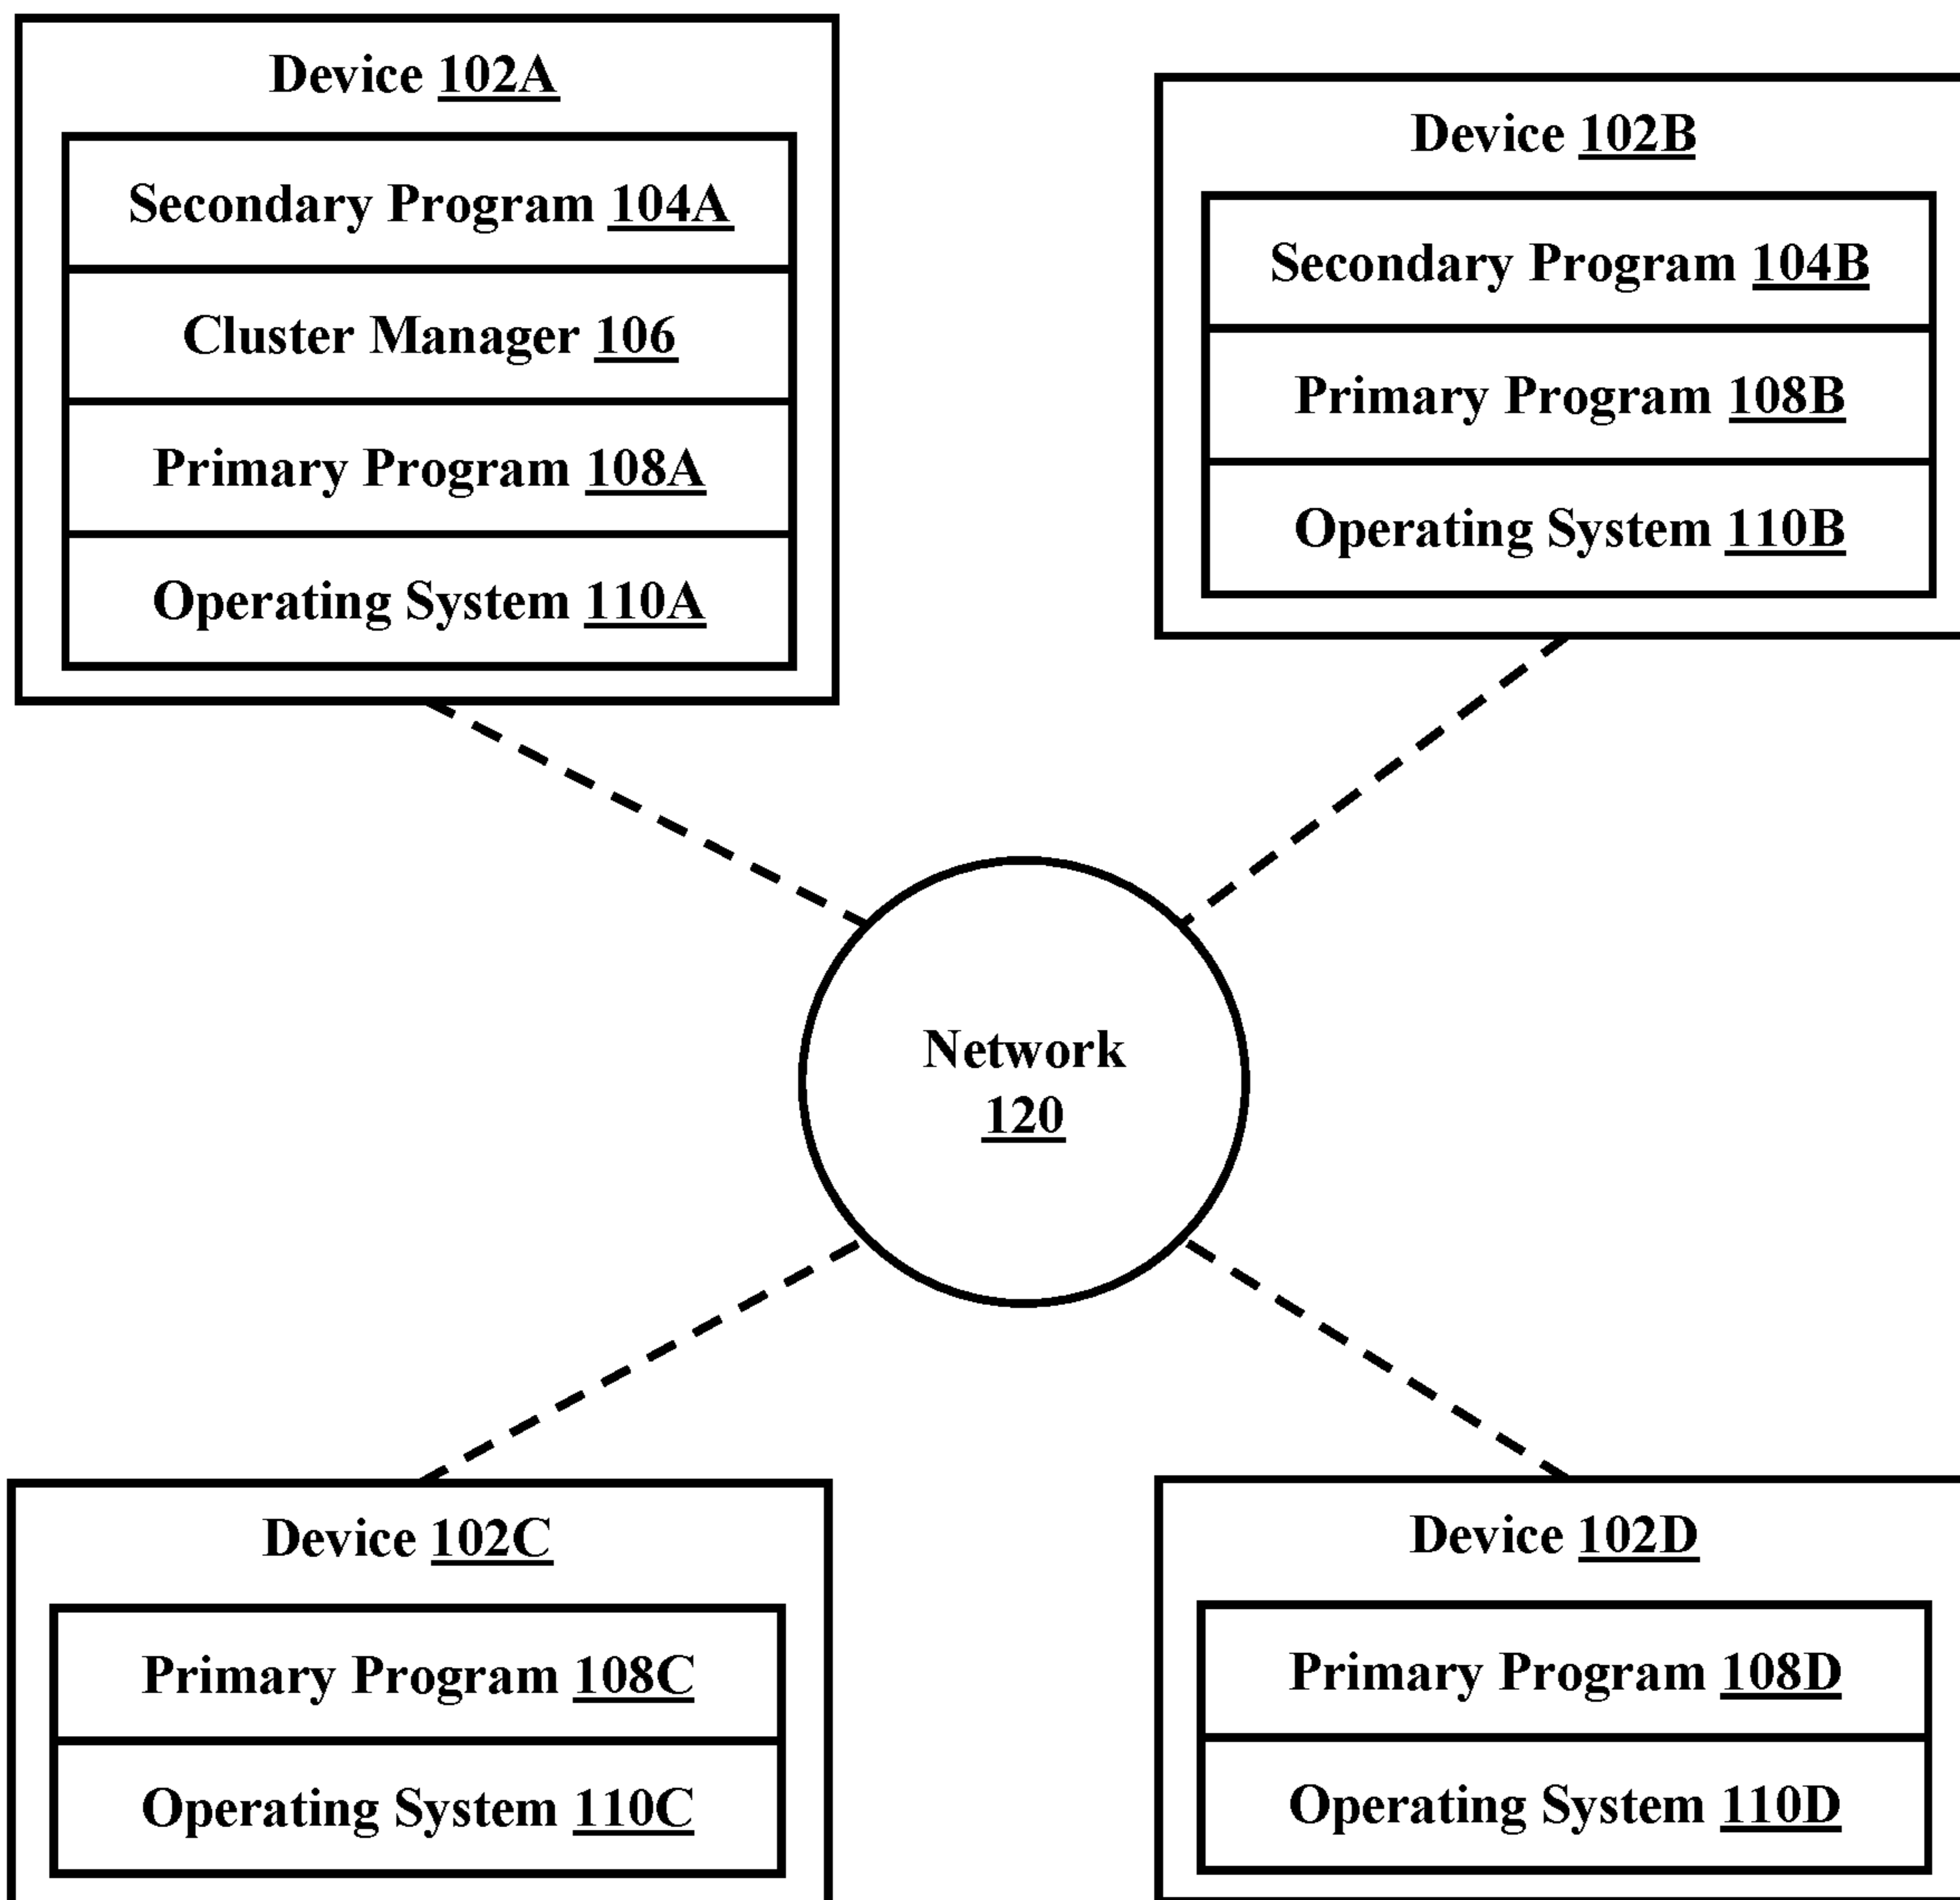 Device 102A
Secondary Program 104A
Cluster Manager 106
Primary Program 108A
Operating System 110A
Device 102B
Secondary Program 104B
Primary Program 108B
Operating System 110B
Network
120
Device 102C
Primary Program 108C
Operating System 110C
Device 102D
Primary Program 108D
Operating System 110D